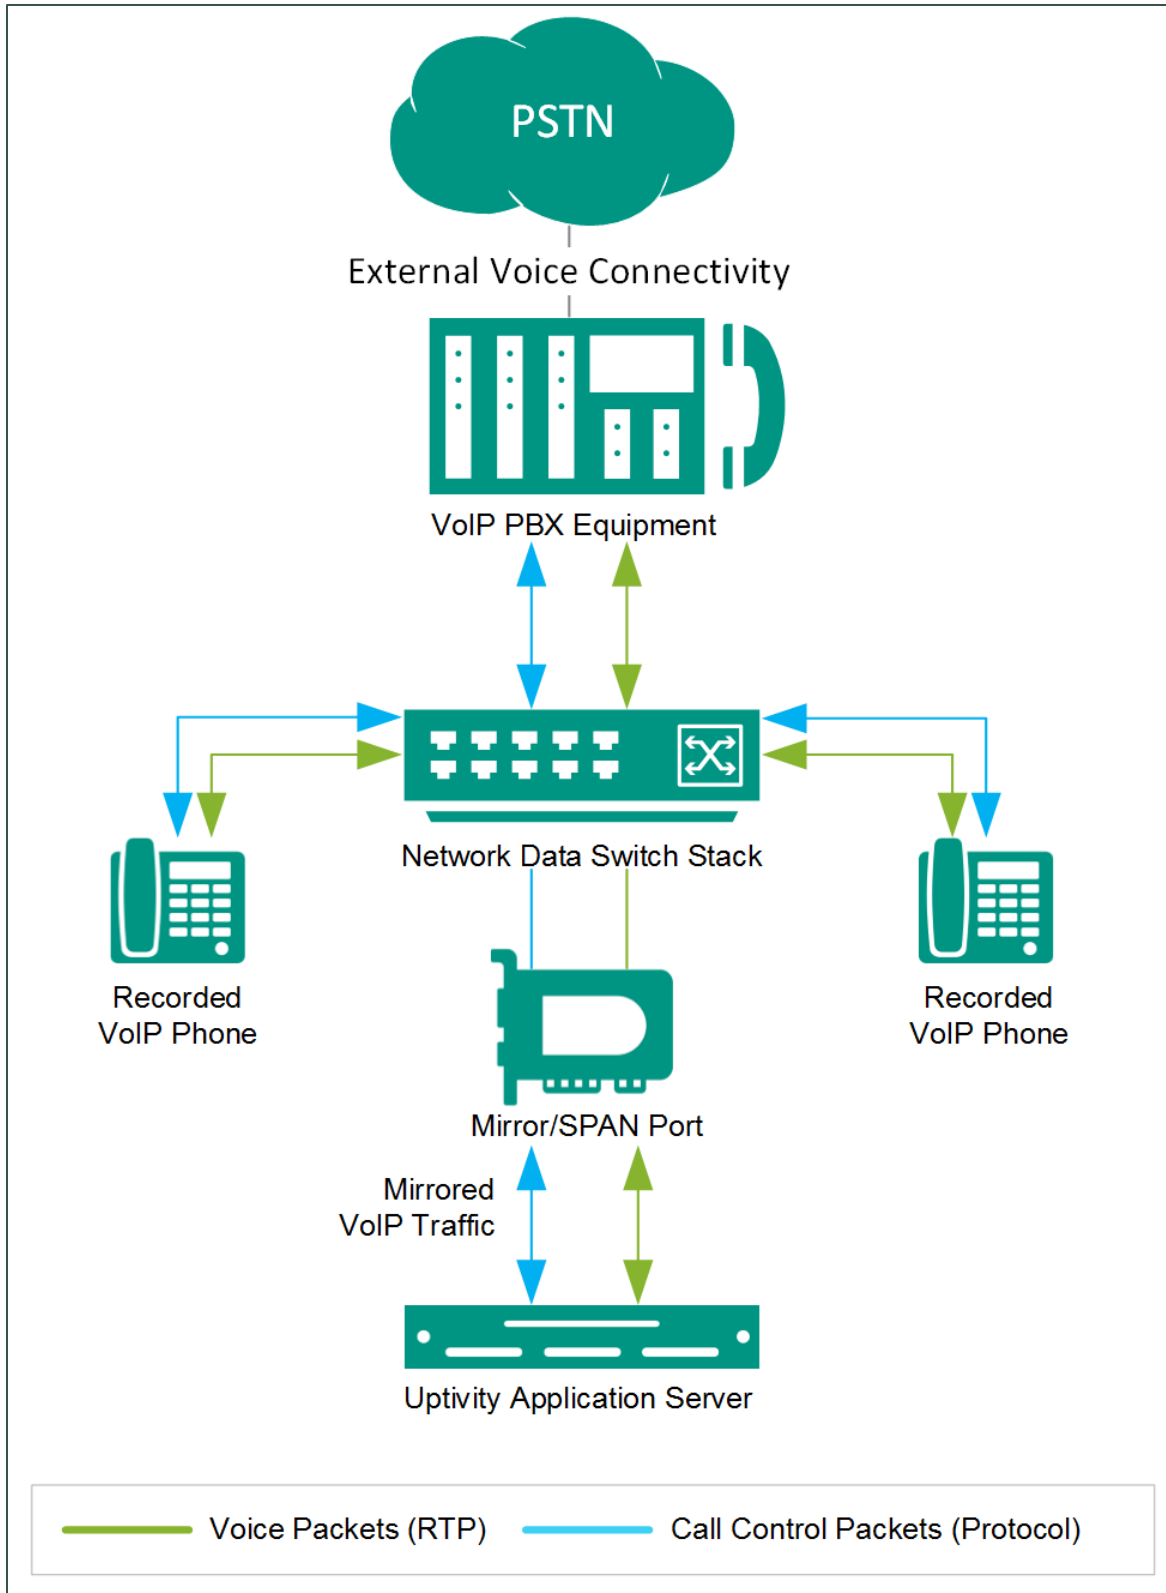 PSTN
External Voice Connectivity
VoIP PBX Equipment
Network Data Switch Stack
Recorded
VoIP Phone
Recorded
VoIP Phone
Mirror/SPAN Port
Mirrored
VoIP Traffic
Uptivity Application Server
Voice Packets (RTP)
Call Control Packets (Protocol)